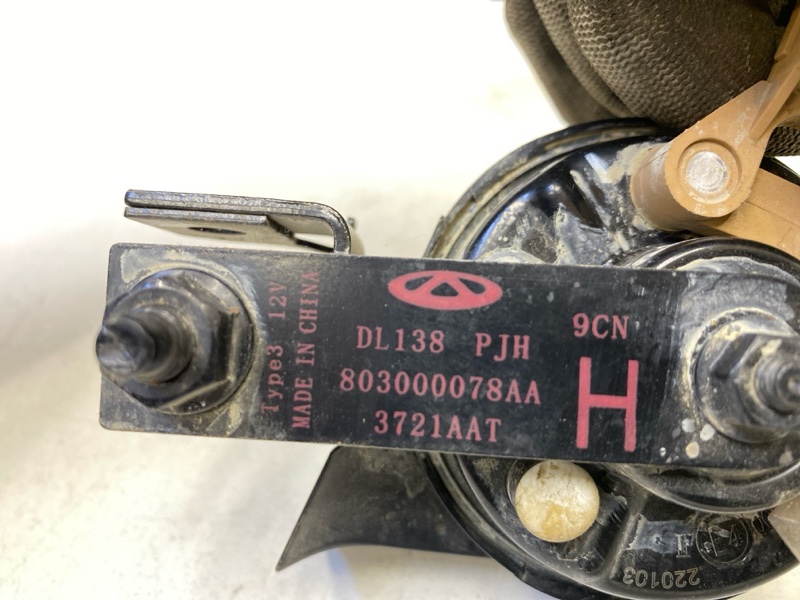 Type3 12V
MADE IN CHINA
DL138 PJH
9CN
803000078AA
H
3721AAT
220103